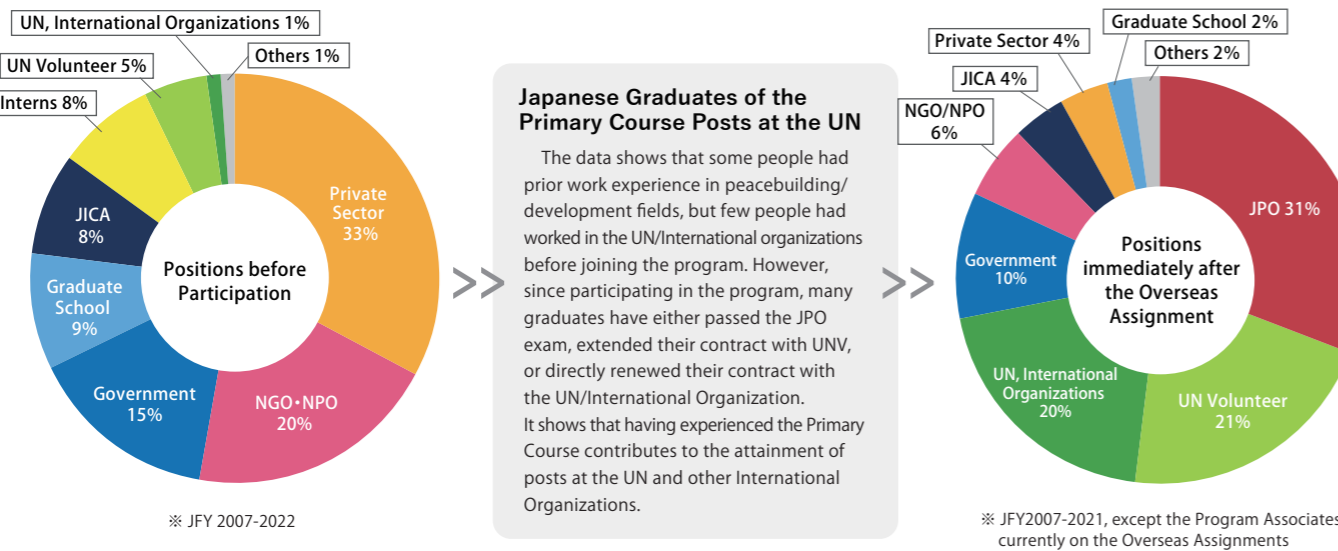 UN, International Organizations 1%
Others 1%
UN Volunteer 5%
Interns 8%
JICA
8%
Graduate
School
9%
Government
15%
NGO・NPO
20%
Private
Sector
33%
Positions before
Participation
※ JFY 2007-2022
>>
Japanese Graduates of the
Primary Course Posts at the UN
The data shows that some people had
prior work experience in peacebuilding/
development fields, but few people had
worked in the UN/International organizations
before joining the program. However,
since participating in the program, many
graduates have either passed the JPO
exam, extended their contract with UNV,
or directly renewed their contract with
the UN/International Organization.
It shows that having experienced the Primary
Course contributes to the attainment of
posts at the UN and other International
Organizations.
>>
Graduate School 2%
Others 2%
Private Sector 4%
JICA 4%
NGO/NPO
6%
Government
10%
UN, International
Organizations
20%
UN Volunteer
21%
JPO 31%
Positions
immediately after
the Overseas
Assignment
※ JFY2007-2021, except the Program Associates
currently on the Overseas Assignments